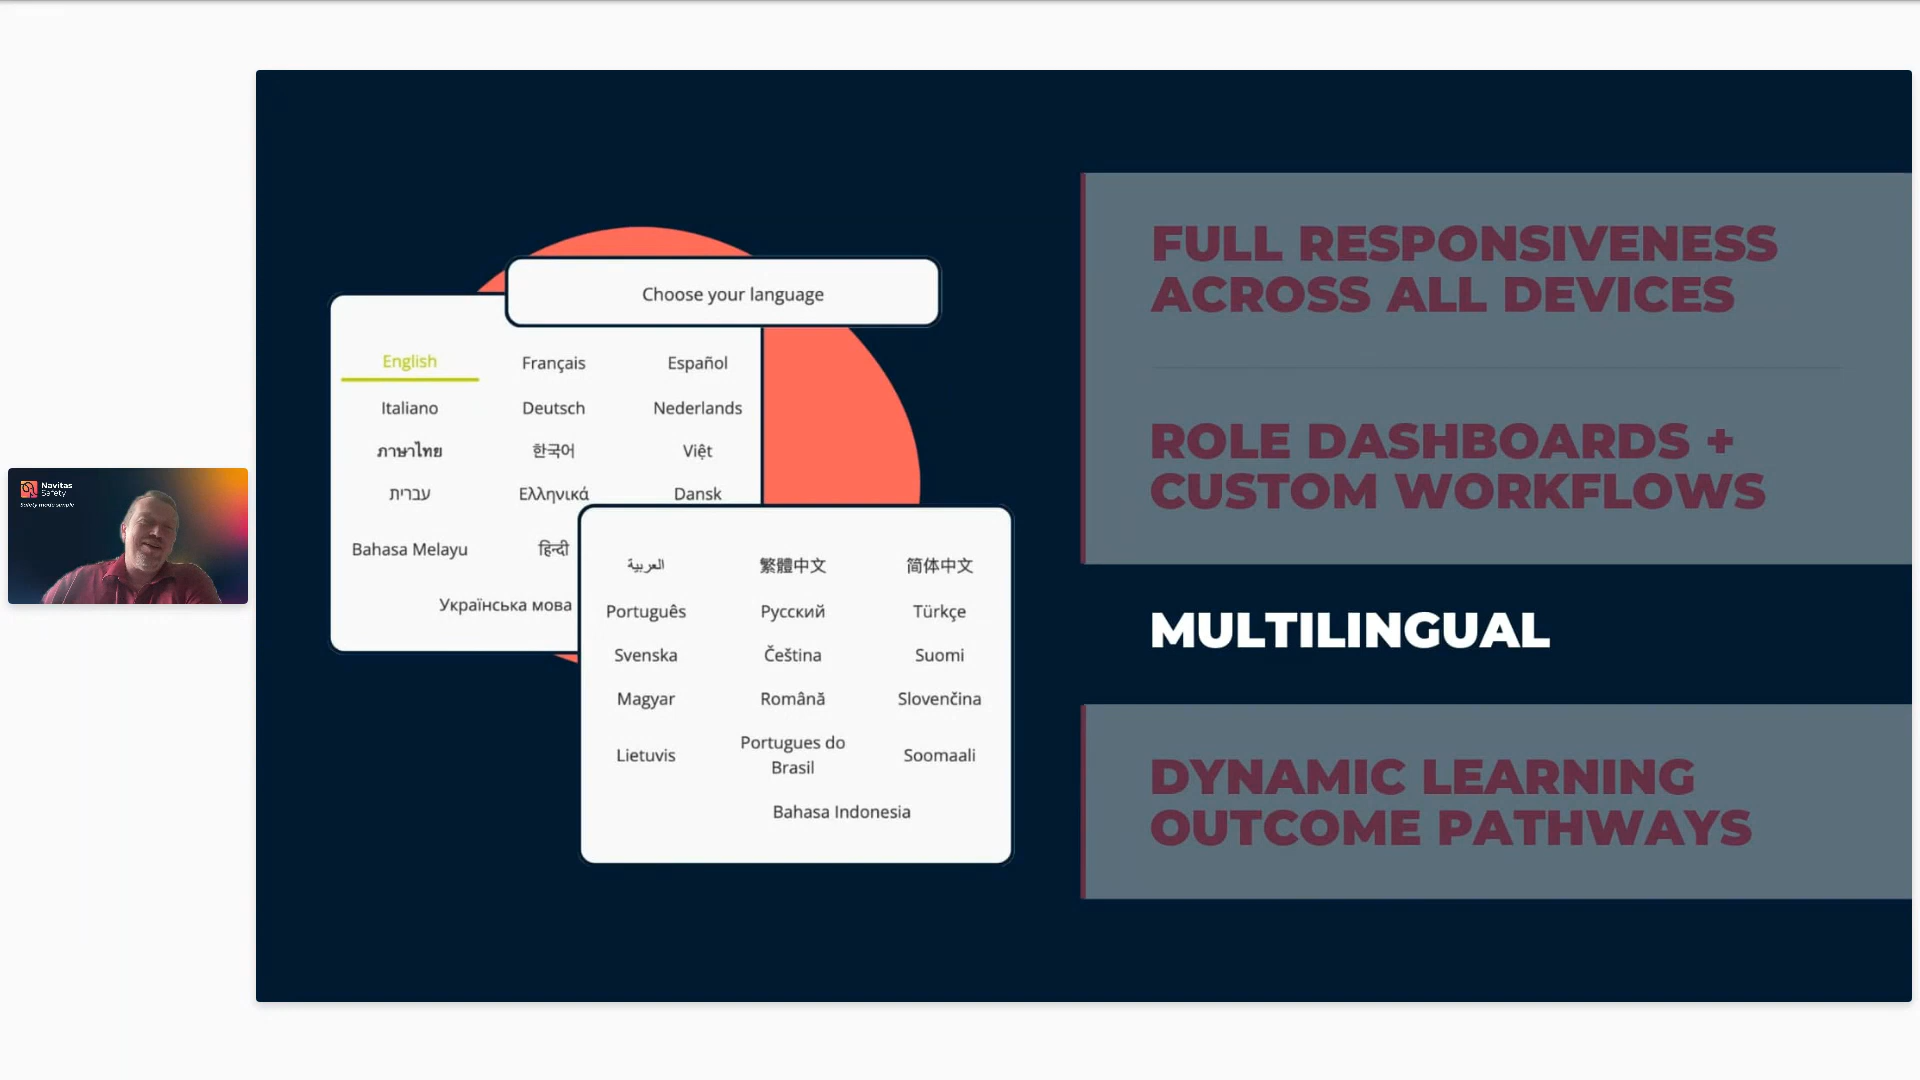 Navitas
Safety
Safety made simple
Choose your language
English Français Español
Italiano Deutsch Nederlands
ภาษาไทย 한국어 Việt
עברית Ελληνικά Dansk
Bahasa Melayu हिन्दी
Українська мова
العربية 繁體中文 简体中文
Português Русский Türkçe
Svenska Čeština Suomi
Magyar Română Slovenčina
Lietuvis Portugues do Brasil Soomaali
Bahasa Indonesia
FULL RESPONSIVENESS
ACROSS ALL DEVICES
ROLE DASHBOARDS +
CUSTOM WORKFLOWS
MULTILINGUAL
DYNAMIC LEARNING
OUTCOME PATHWAYS